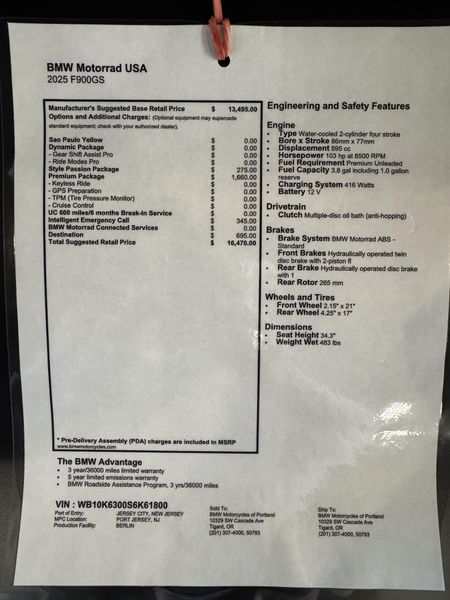 BMW Motorrad USA
2025 F900GS
Manufacturer's Suggested Base Retail Price $ 13,495.00
Options and Additional Charges: (Optional equipment may supercede
standard equipment; check with your authorized dealer).
Sao Paulo Yellow $ 0.00
Dynamic Package $ 0.00
- Gear Shift Assist Pro $ 0.00
- Ride Modes Pro $ 0.00
Style Passion Package $ 275.00
Premium Package $ 1,660.00
- Keyless Ride $ 0.00
- GPS Preparation $ 0.00
- TPM (Tire Pressure Monitor) $ 0.00
- Cruise Control $ 0.00
UC 600 miles/6 months Break-In Service $ 0.00
Intelligent Emergency Call $ 345.00
BMW Motorrad Connected Services $ 0.00
Destination $ 695.00
Total Suggested Retail Price $ 16,470.00
* Pre-Delivery Assembly (PDA) charges are included in MSRP
www.bmwmotorcycles.com
Engineering and Safety Features
Engine
• Type Water-cooled 2-cylinder four stroke
• Bore x Stroke 86mm x 77mm
• Displacement 895 cc
• Horsepower 103 hp at 8500 RPM
• Fuel Requirement Premium Unleaded
• Fuel Capacity 3.8 gal including 1.0 gallon
reserve
• Charging System 416 Watts
• Battery 12 V
Drivetrain
• Clutch Multiple-disc oil bath (anti-hopping)
Brakes
• Brake System BMW Motorrad ABS -
Standard
• Front Brakes Hydraulically operated twin
disc brake with 2-piston fl
• Rear Brake Hydraulically operated disc brake
with 1
• Rear Rotor 265 mm
Wheels and Tires
• Front Wheel 2.15" x 21"
• Rear Wheel 4.25" x 17"
Dimensions
• Seat Height 34.3"
• Weight Wet 483 lbs
The BMW Advantage
• 3 year/36000 miles limited warranty
• 5 year limited emissions warranty
• BMW Roadside Assistance Program, 3 yrs/36000 miles
VIN : WB10K6300S6K61800
Port of Entry: JERSEY CITY, NEW JERSEY
MPC Location: PORT JERSEY, NJ
Production Facility: BERLIN
Sold To:
BMW Motorcycles of Portland
10329 SW Cascade Ave
Tigard, OR
(201) 307-4000, 50793
Ship To:
BMW Motorcycles of Portland
10329 SW Cascade Ave
Tigard, OR
(201) 307-4000, 50793